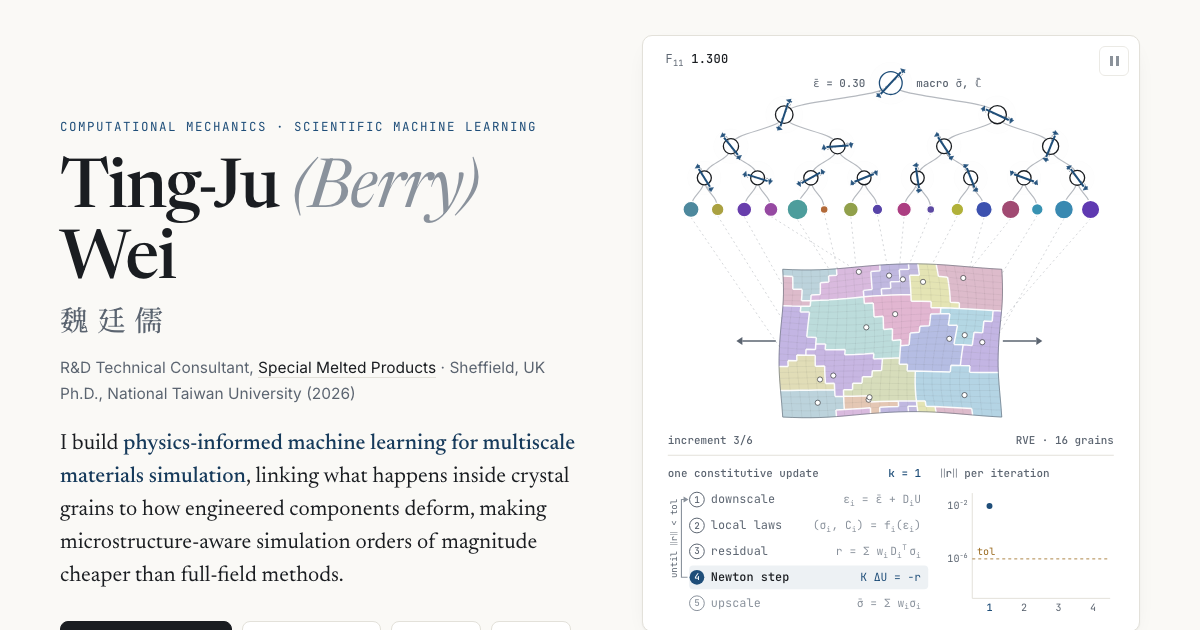 COMPUTATIONAL MECHANICS · SCIENTIFIC MACHINE LEARNING
Ting-Ju (Berry)
Wei
魏廷儒
R&D Technical Consultant, Special Melted Products · Sheffield, UK
Ph.D., National Taiwan University (2026)
I build physics-informed machine learning for multiscale
materials simulation, linking what happens inside crystal
grains to how engineered components deform, making
microstructure-aware simulation orders of magnitude
cheaper than full-field methods.
F₁₁ 1.300
ε̄ = 0.30
macro σ̄, C̄
increment 3/6
RVE · 16 grains
one constitutive update
k = 1
until ||r|| < tol
1 downscale εᵢ = ε̄ + DᵢU
2 local laws (σᵢ, Cᵢ) = fᵢ(εᵢ)
3 residual r = Σ wᵢDᵢᵀσᵢ
4 Newton step K ΔU = -r
5 upscale σ̄ = Σ wᵢσᵢ
||r|| per iteration
10⁻²
10⁻⁶
tol
1 2 3 4